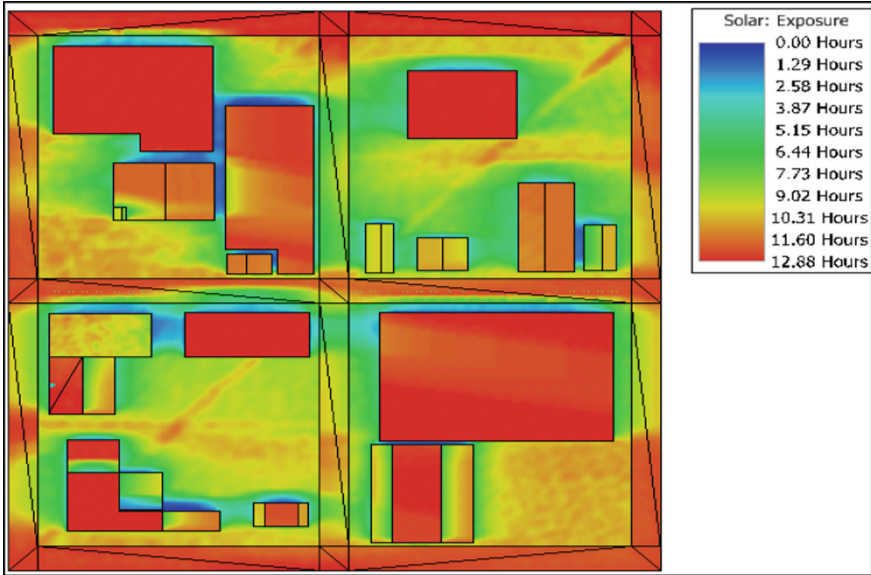 Solar: Exposure
0.00 Hours
1.29 Hours
2.58 Hours
3.87 Hours
5.15 Hours
6.44 Hours
7.73 Hours
9.02 Hours
10.31 Hours
11.60 Hours
12.88 Hours